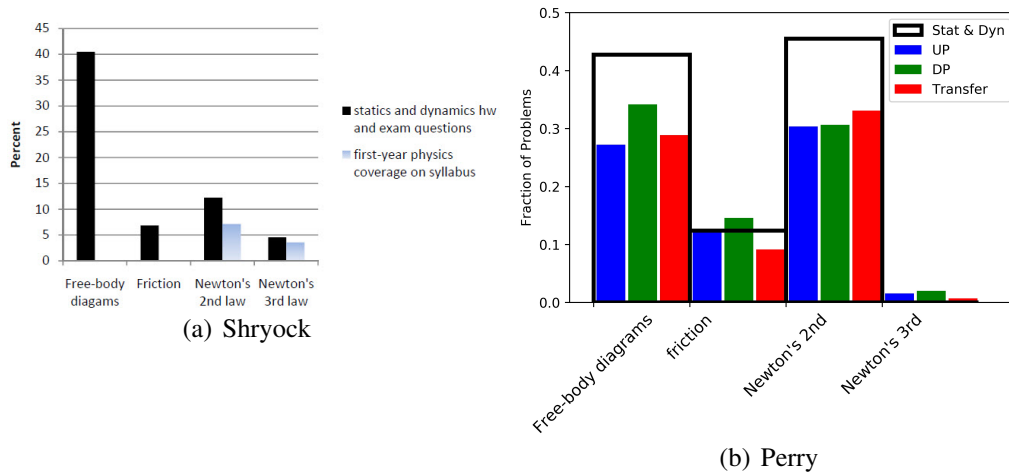 45
40
35
30
25
20
15
10
5
0
Percent
Free-body
diagams
Friction
Newton's
2nd law
Newton's
3rd law
statics and dynamics hw
and exam questions
first-year physics
coverage on syllabus
(a) Shryock
0.5
0.4
0.3
0.2
0.1
0.0
Fraction of Problems
Stat & Dyn
UP
DP
Transfer
Free-body diagrams
friction
Newton's 2nd
Newton's 3rd
(b) Perry